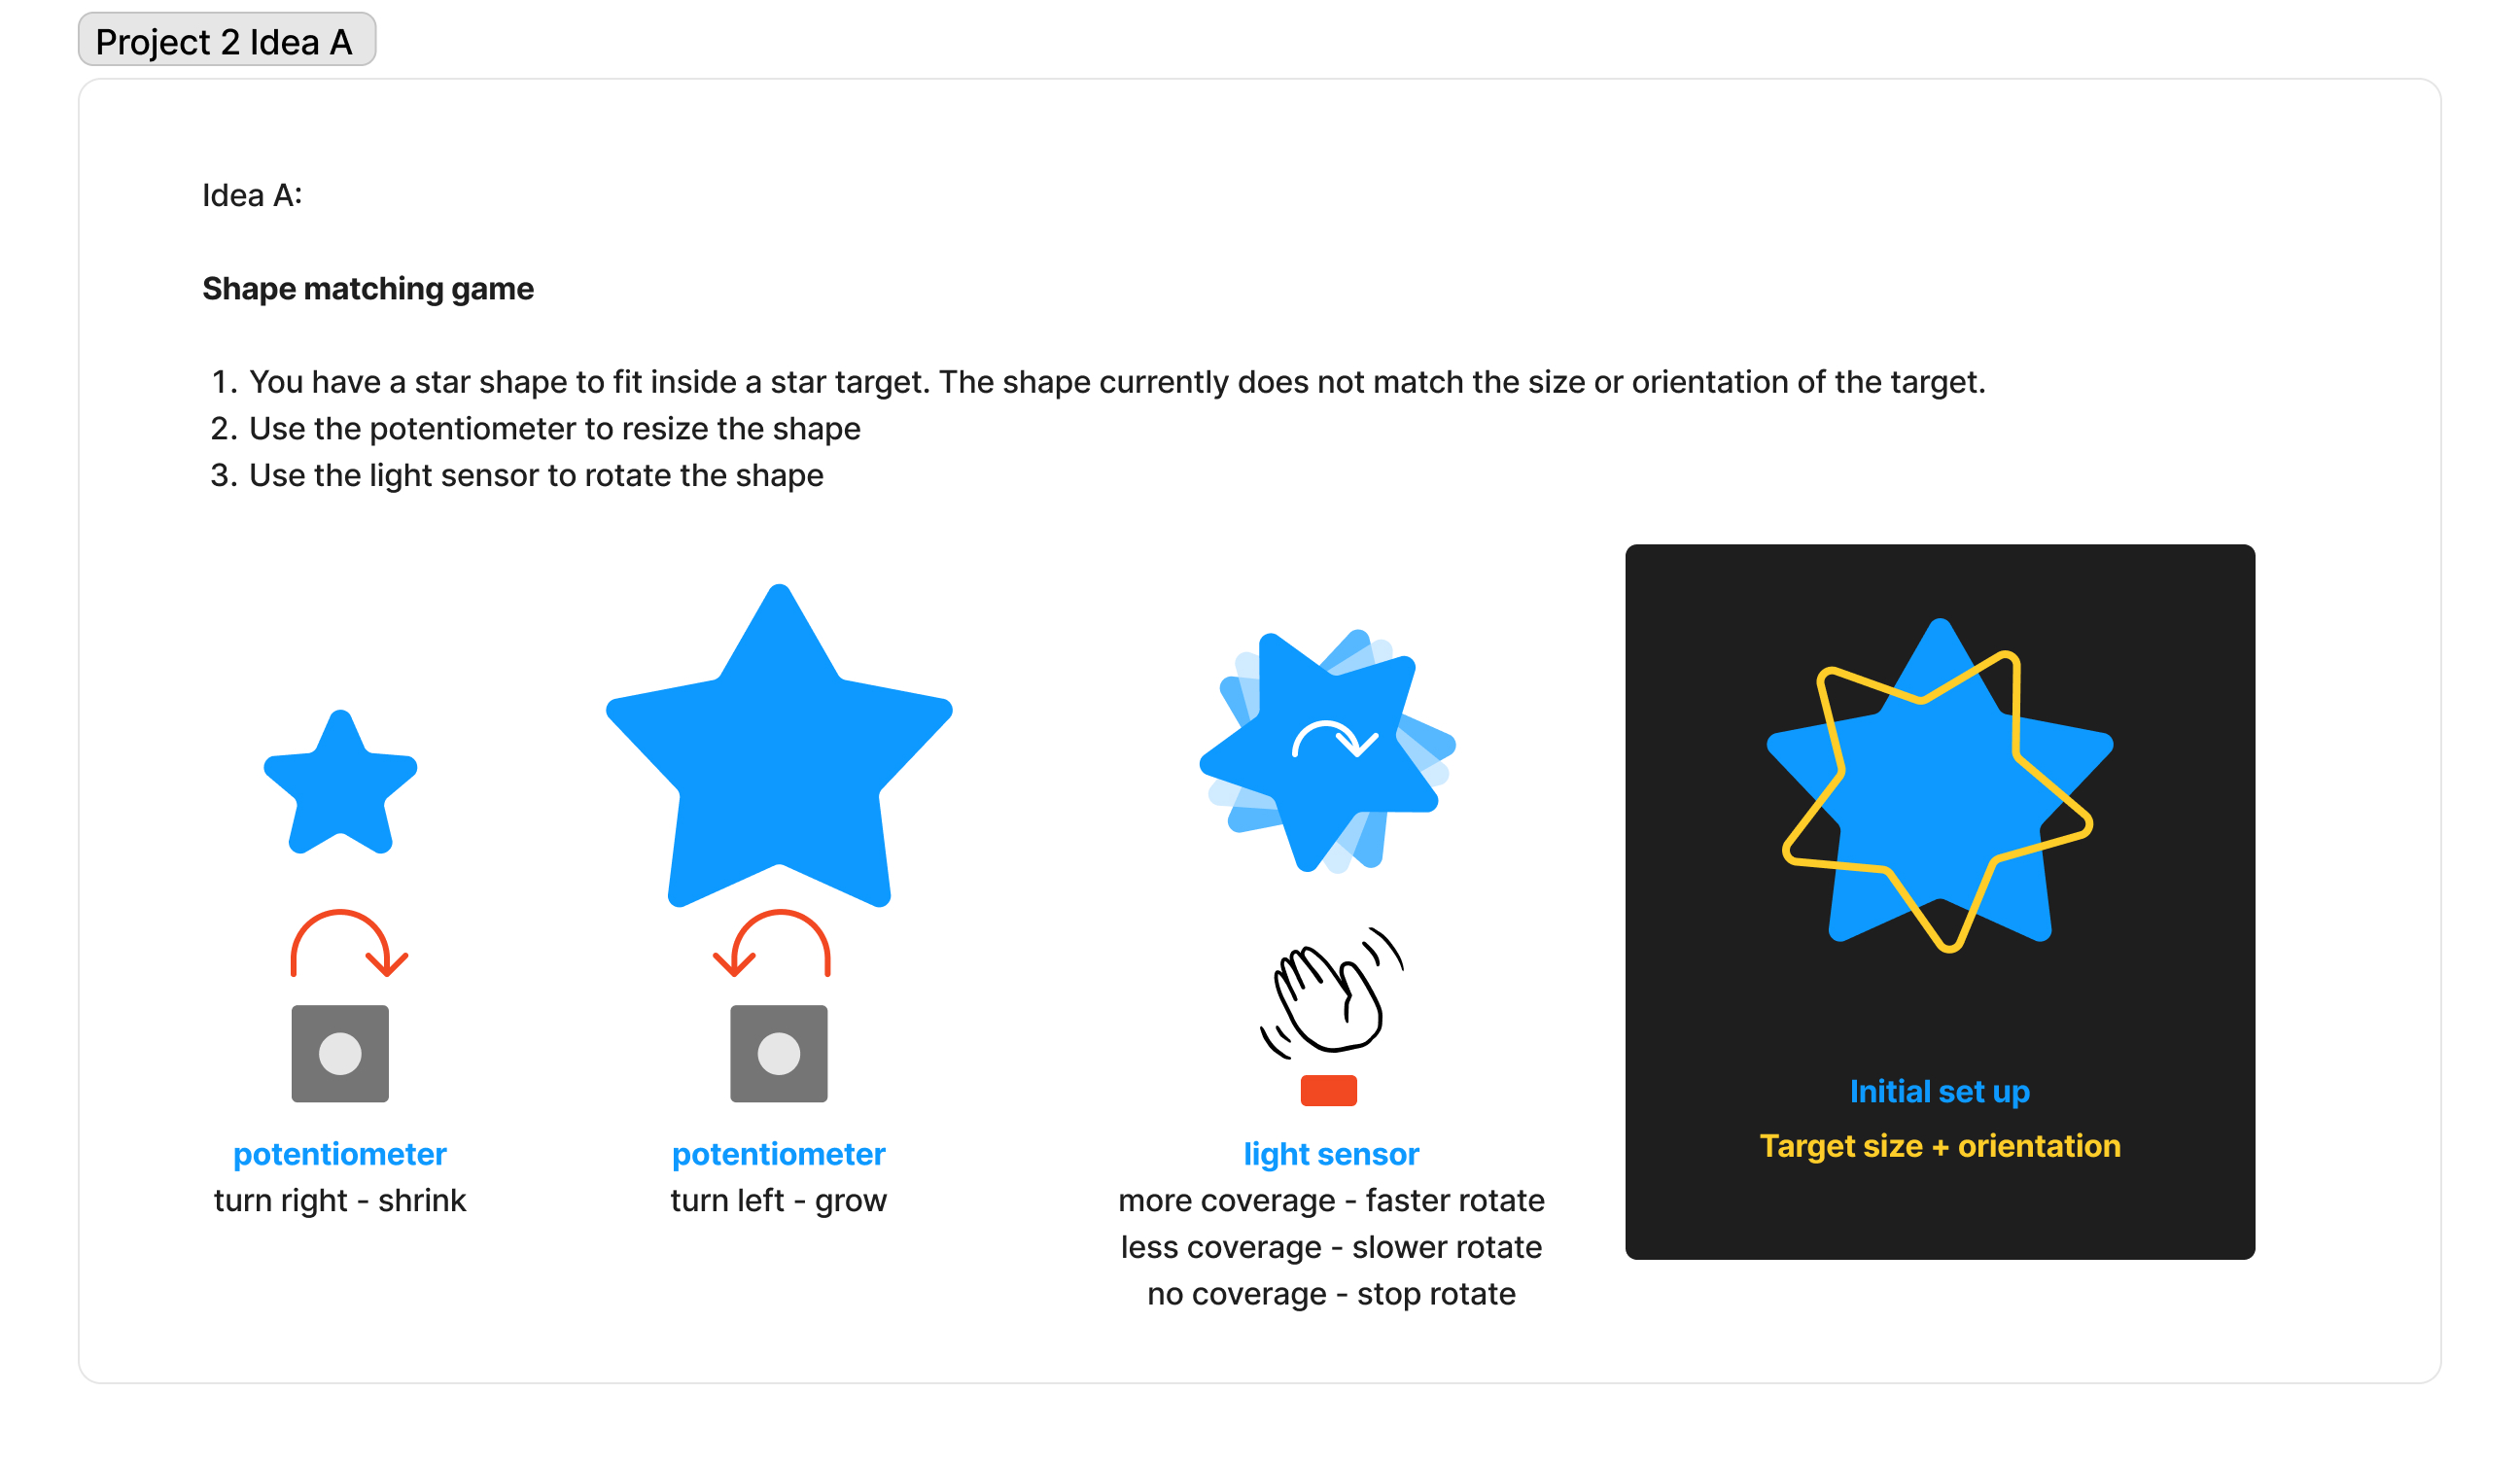 Project 2 Idea A
Idea A:
Shape matching game
1. You have a star shape to fit inside a star target. The shape currently does not match the size or orientation of the target.
2. Use the potentiometer to resize the shape
3. Use the light sensor to rotate the shape
potentiometer
turn right - shrink
potentiometer
turn left - grow
light sensor
more coverage - faster rotate
less coverage - slower rotate
no coverage - stop rotate
Initial set up
Target size + orientation